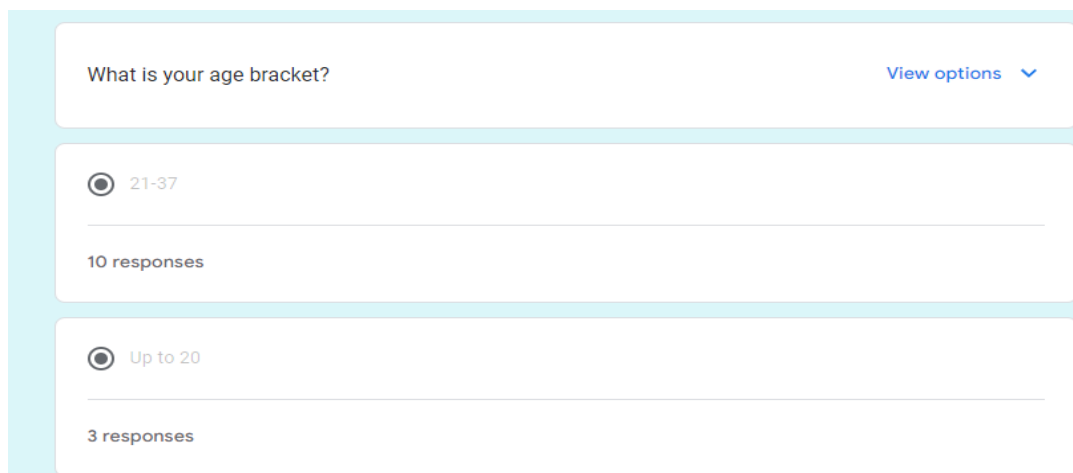 What is your age bracket?
View options
21-37
10 responses
Up to 20
3 responses